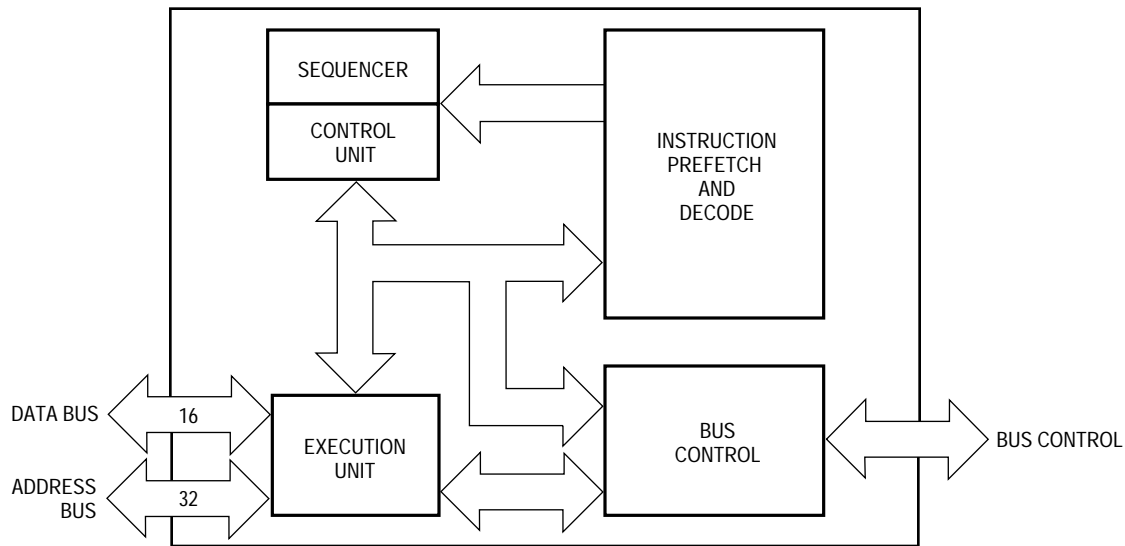 SEQUENCER
CONTROL
UNIT
INSTRUCTION
PREFETCH
AND
DECODE
DATA BUS
16
ADDRESS
BUS
32
EXECUTION
UNIT
BUS
CONTROL
BUS CONTROL